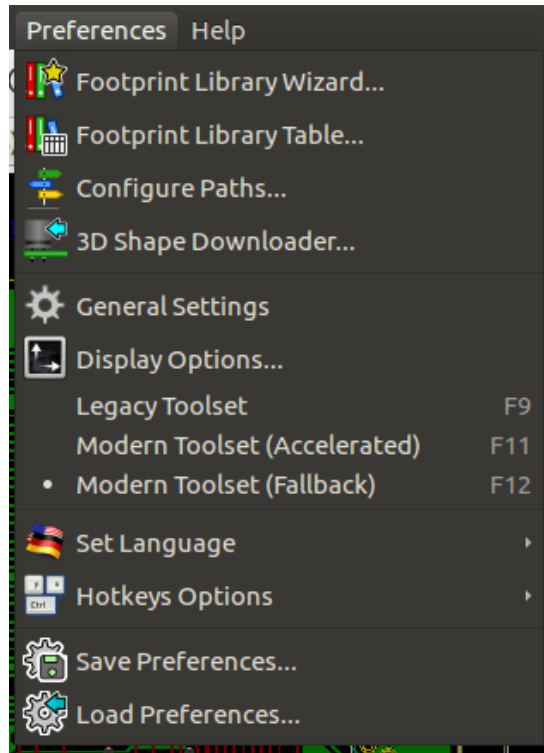 Preferences Help
Footprint Library Wizard...
Footprint Library Table...
Configure Paths...
3D Shape Downloader...
General Settings
Display Options...
Legacy Toolset F9
Modern Toolset (Accelerated) F11
Modern Toolset (Fallback) F12
Set Language
Hotkeys Options
Save Preferences...
Load Preferences...